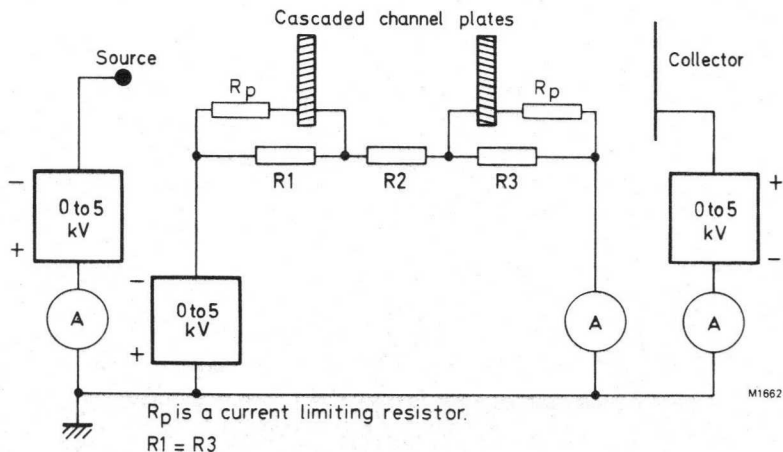 Cascaded channel plates
Source
Collector
Rp
Rp
R1
R2
R3
-
0 to 5
kV
+
A
-
0 to 5
kV
+
A
+
0 to 5
kV
-
A
M1662
Rp is a current limiting resistor.
R1 = R3